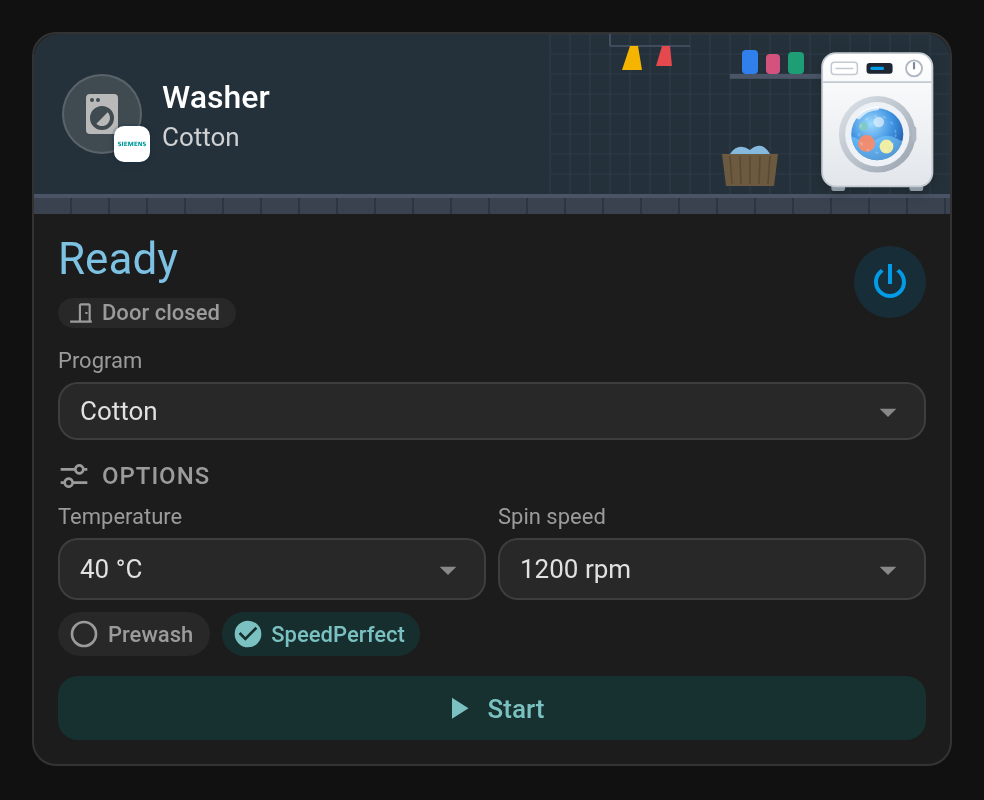 Washer
SIEMENS
Cotton
Ready
Door closed
Program
Cotton
OPTIONS
Temperature
Spin speed
40 °C
1200 rpm
Prewash
SpeedPerfect
Start